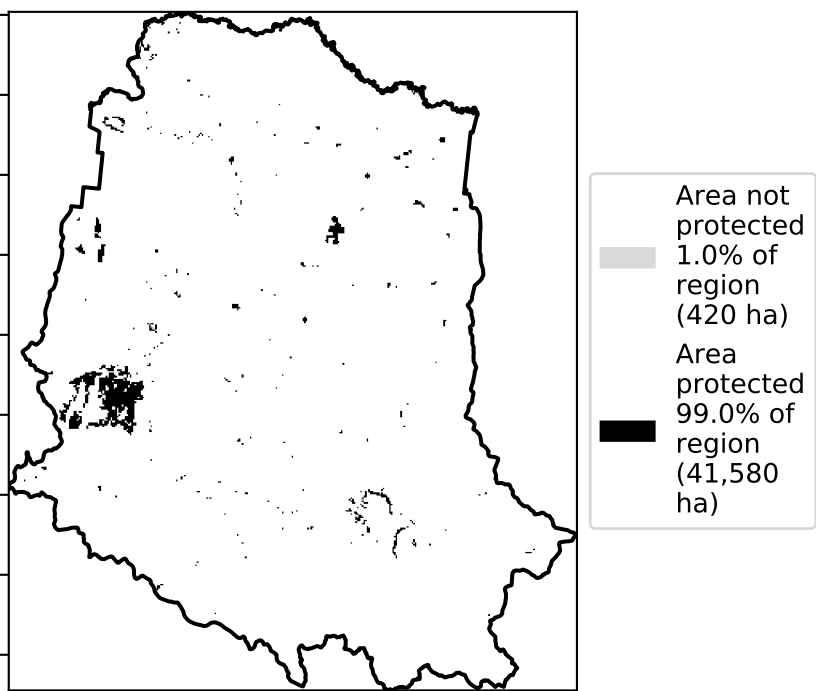 Area not
protected
1.0% of
region
(420 ha)
Area
protected
99.0% of
region
(41,580
ha)